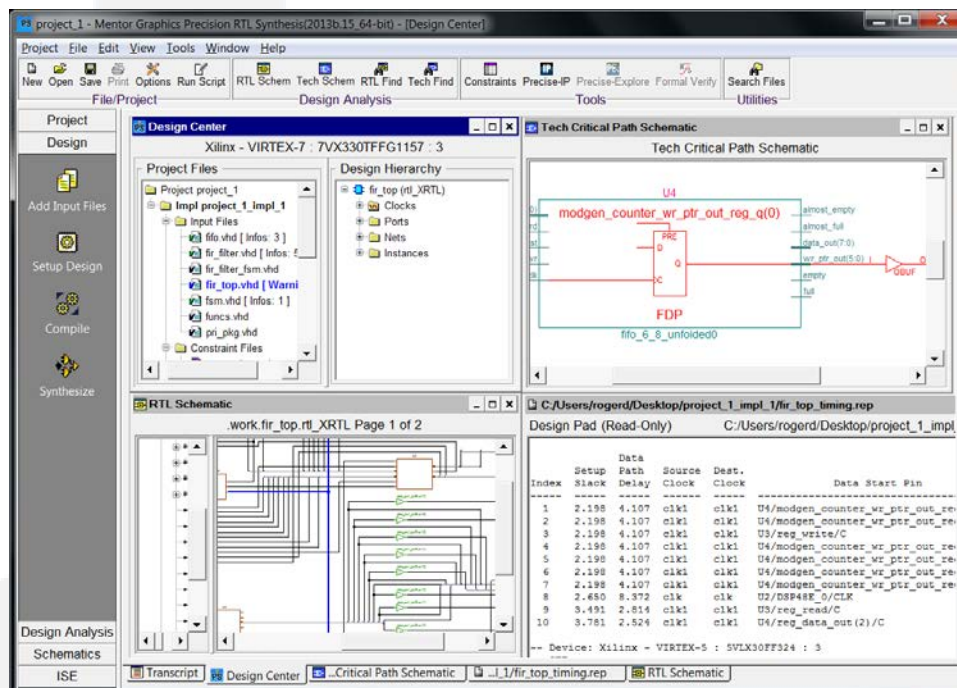 project_1 - Mentor Graphics Precision RTL Synthesis(2013b.15_64-bit) - [Design Center]
Project File Edit View Tools Window Help
New Open Save Print Options Run Script RTL Schem Tech Schem RTL Find Tech Find Constraints Precise-IP Precise-Explore Formal Verify Search Files
File/Project Design Analysis Tools Utilities
Project
Design
Add Input Files
Setup Design
Compile
Synthesize
Design Analysis
Schematics
ISE
Design Center
Xilinx - VIRTEX-7 : 7VX330TFFG1157 : 3
Project Files
Project project_1
Impl project_1_impl_1
Input Files
fifo.vhd [ Infos: 3 ]
fir_filter.vhd [ Infos: 5
fir_filter_fsm.vhd
fir_top.vhd [ Warni
fsm.vhd [ Infos: 1 ]
funcs.vhd
pri_pkg.vhd
Constraint Files
Design Hierarchy
fir_top (rtl_XRTL)
Clocks
Ports
Nets
Instances
Tech Critical Path Schematic
Tech Critical Path Schematic
U4
modgen_counter_wr_ptr_out_reg_q(0)
PRE
D
Q
C
FDP
fifo_6_8_unfolded0
almost_empty
almost_full
data_out(7:0)
wr_ptr_out(5:0)
empty
full
OBUF
RTL Schematic
.work.fir_top.rtl_XRTL Page 1 of 2
C:/Users/rogerd/Desktop/project_1_impl_1/fir_top_timing.rep
Design Pad (Read-Only) C:/Users/rogerd/Desktop/project_1_impl
Data
Setup Path Source Dest.
Index Slack Delay Clock Clock Data Start Pin
----- ----- ----- ------ ----- ----------------------------
1 2.198 4.107 clk1 clk1 U4/modgen_counter_wr_ptr_out_re
2 2.198 4.107 clk1 clk1 U4/modgen_counter_wr_ptr_out_re
3 2.198 4.107 clk1 clk1 U3/reg_write/C
4 2.198 4.107 clk1 clk1 U4/modgen_counter_wr_ptr_out_re
5 2.198 4.107 clk1 clk1 U4/modgen_counter_wr_ptr_out_re
6 2.198 4.107 clk1 clk1 U4/modgen_counter_wr_ptr_out_re
7 2.198 4.107 clk1 clk1 U4/modgen_counter_wr_ptr_out_re
8 2.650 8.372 clk clk U2/DSP48E_0/CLK
9 3.491 2.814 clk1 clk1 U3/reg_read/C
10 3.781 2.524 clk1 clk1 U4/reg_data_out(2)/C
-- Device: Xilinx - VIRTEX-5 : 5VLX30FF324 : 3
Transcript Design Center ...Critical Path Schematic ...l_1/fir_top_timing.rep RTL Schematic